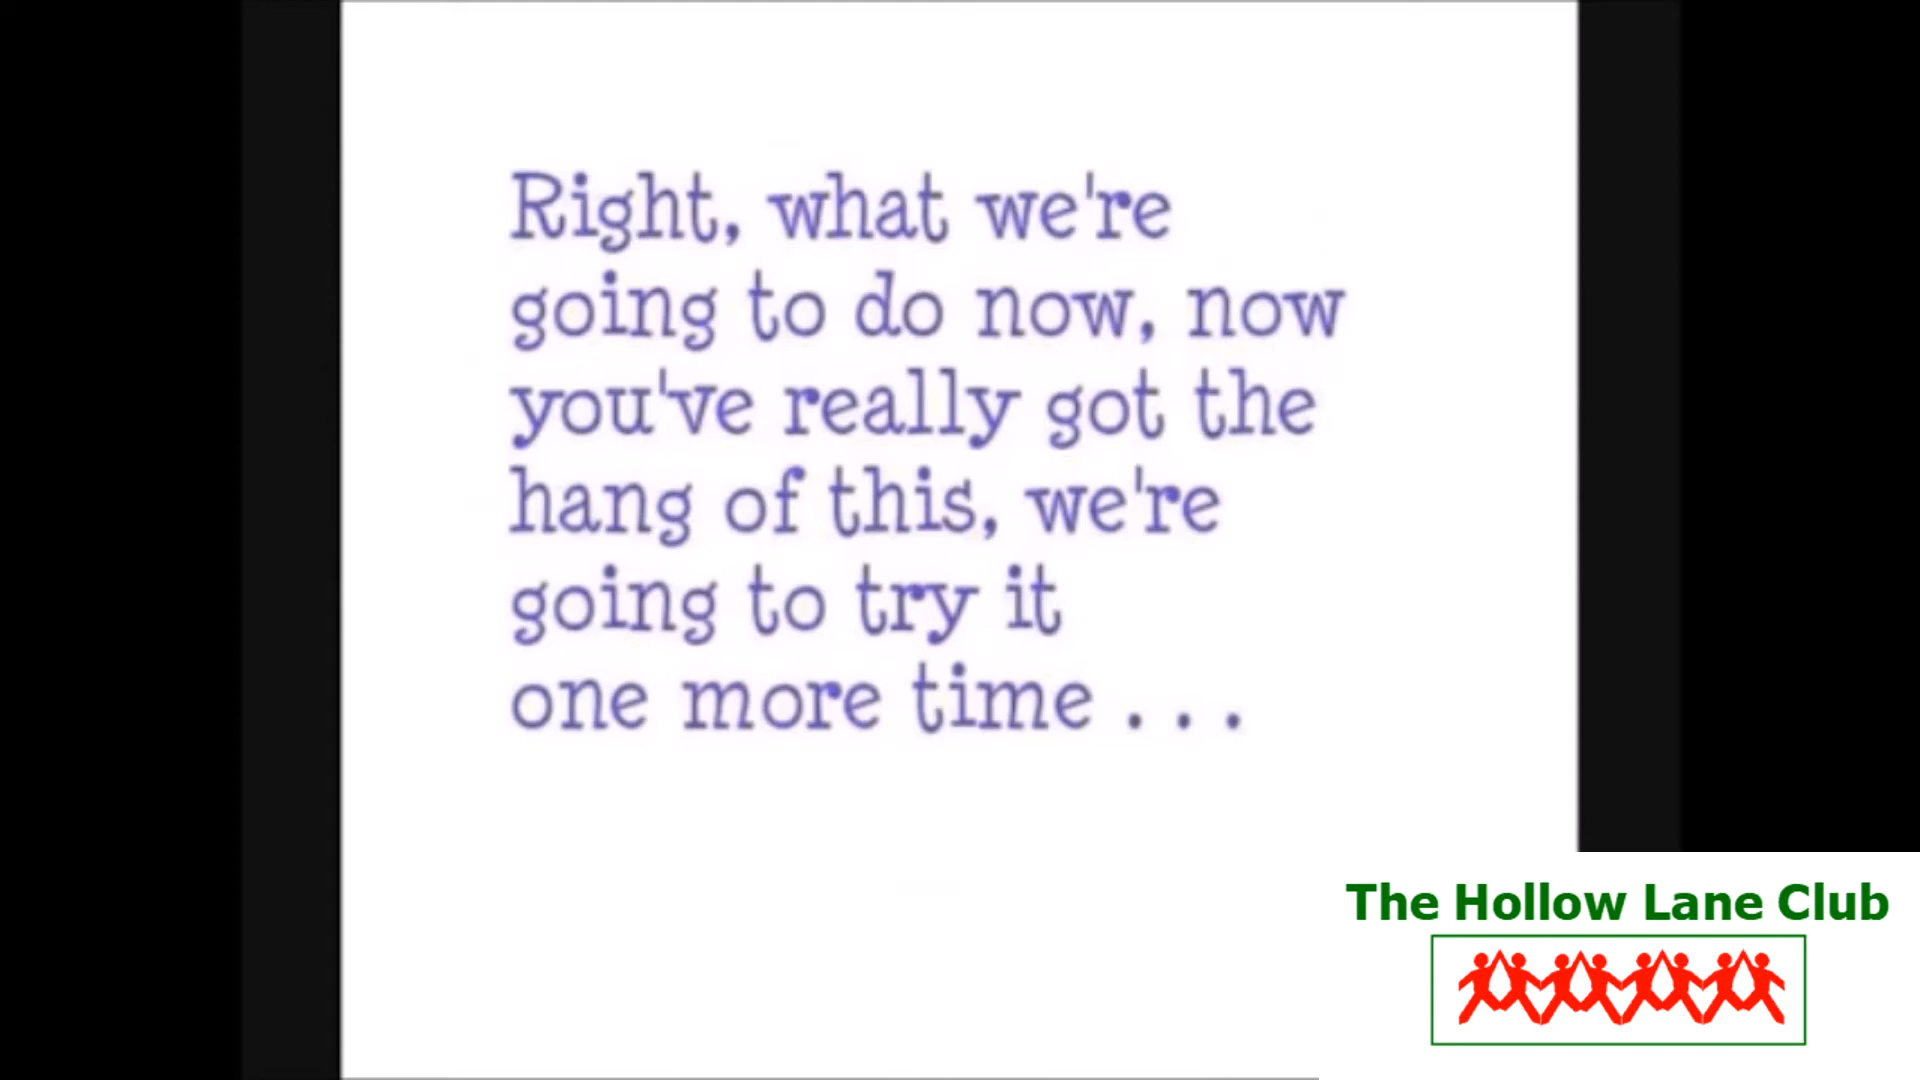 Right, what we're
going to do now, now
you've really got the
hang of this, we're
going to try it
one more time . . .
The Hollow Lane Club